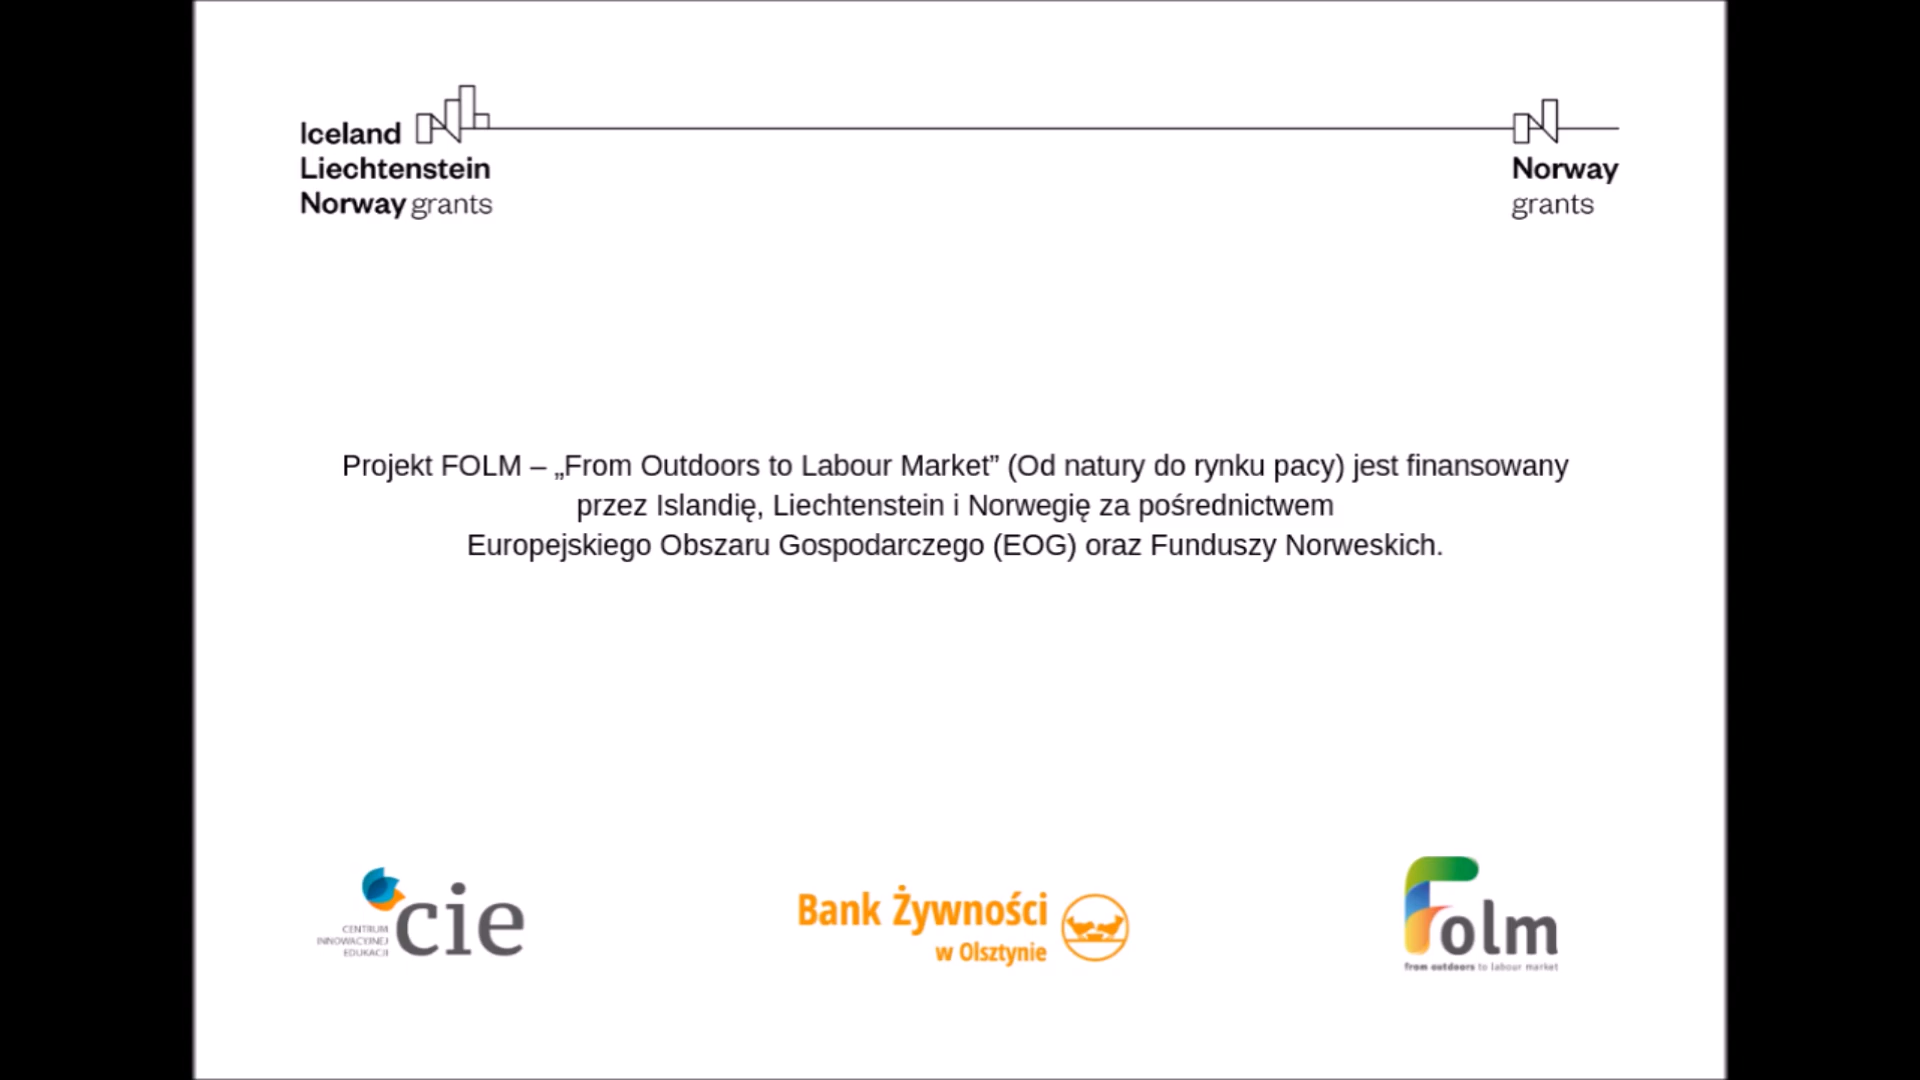 Iceland
Liechtenstein
Norway grants
Norway
grants
Projekt FOLM – „From Outdoors to Labour Market” (Od natury do rynku pacy) jest finansowany
przez Islandię, Liechtenstein i Norwegię za pośrednictwem
Europejskiego Obszaru Gospodarczego (EOG) oraz Funduszy Norweskich.
cie
CENTRUM
INNOWACYJNEJ
EDUKACJI
Bank Żywności
w Olsztynie
Folm
from outdoors to labour market